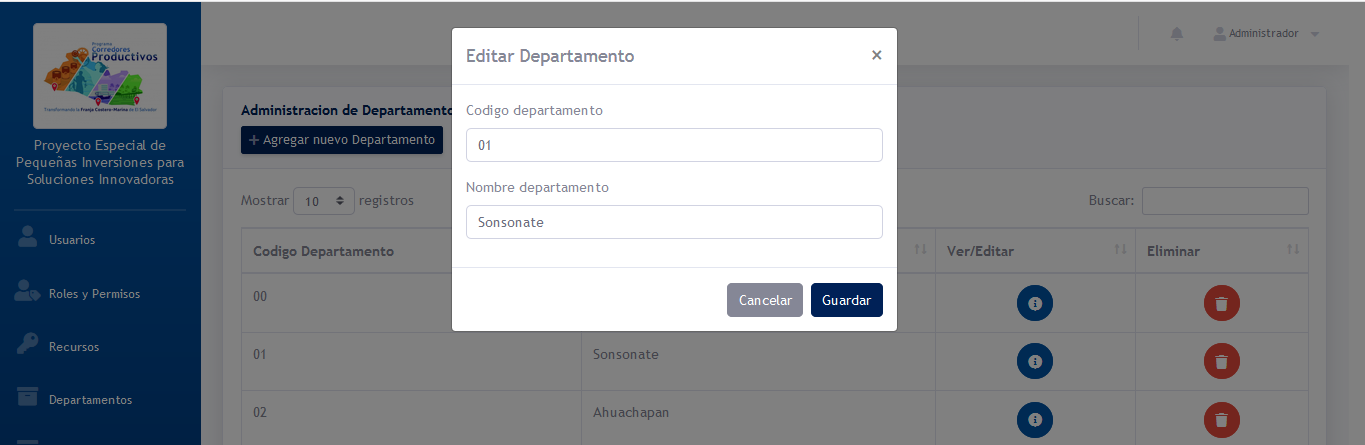 Programa
Corredores
Productivos
Transformando la Franja Costero-Marina de El Salvador
Proyecto Especial de
Pequeñas Inversiones para
Soluciones Innovadoras
Usuarios
Roles y Permisos
Recursos
Departamentos
Administrador
Administracion de Departamento
+ Agregar nuevo Departamento
Mostrar 10 registros
Buscar:
Codigo Departamento Ver/Editar Eliminar
00
01 Sonsonate
02 Ahuachapan
Editar Departamento ×
Codigo departamento
01
Nombre departamento
Sonsonate
Cancelar Guardar